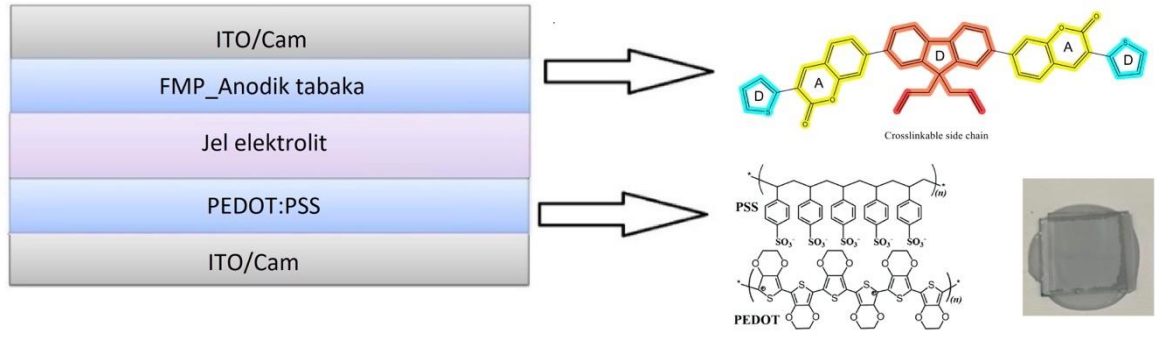 ITO/Cam
FMP_Anodik tabaka
Jel elektrolit
PEDOT:PSS
ITO/Cam
D
A
O
O
S
D
A
O
O
S
D
Crosslinkable side chain
* * (n)
PSS
SO₃⁻ SO₃⁻ SO₃⁻ SO₃⁻ SO₃⁻
O O O O O O
S S S S S S
* * (n)
O O O O O O
PEDOT